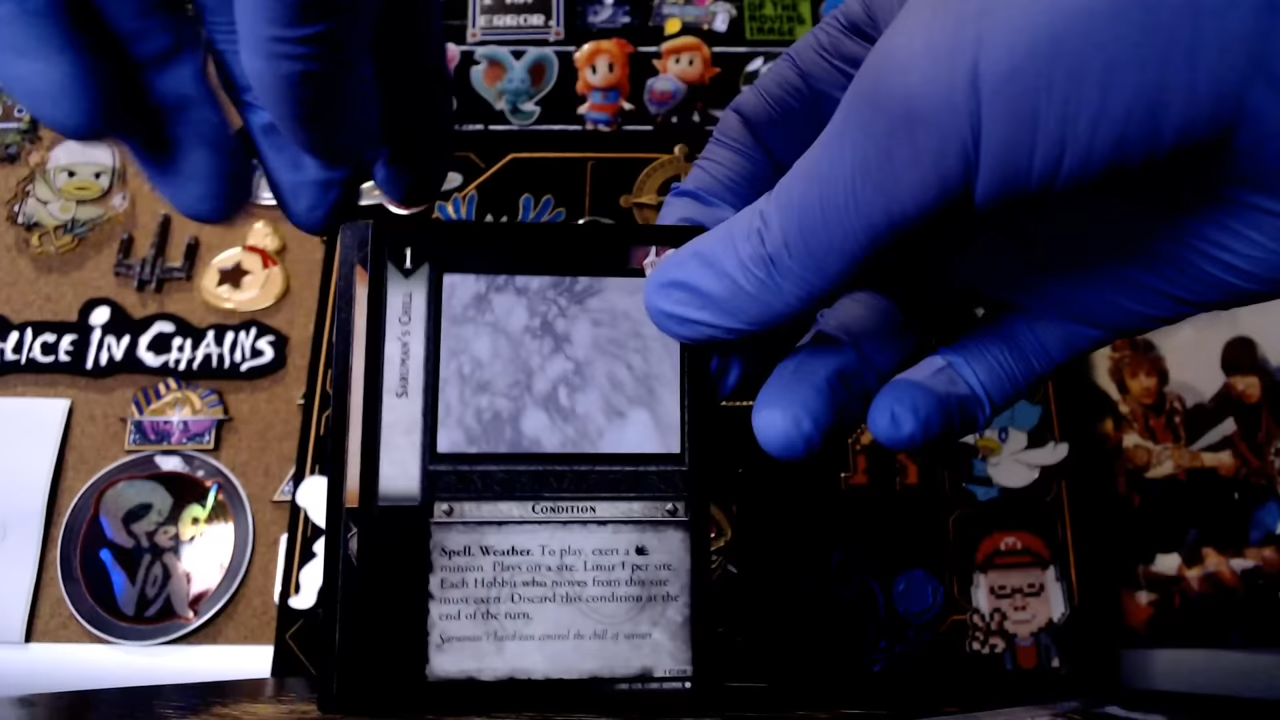 ERROR.
OF THE
MOVING
IMAGE
LICE IN CHAINS
1
SARUMAN'S CHILL
CONDITION
Spell. Weather. To play, exert a
minion. Plays on a site. Limit 1 per site.
Each Hobbit who moves from this site
must exert. Discard this condition at the
end of the turn.
Saruman's hand can control the chill of winter.